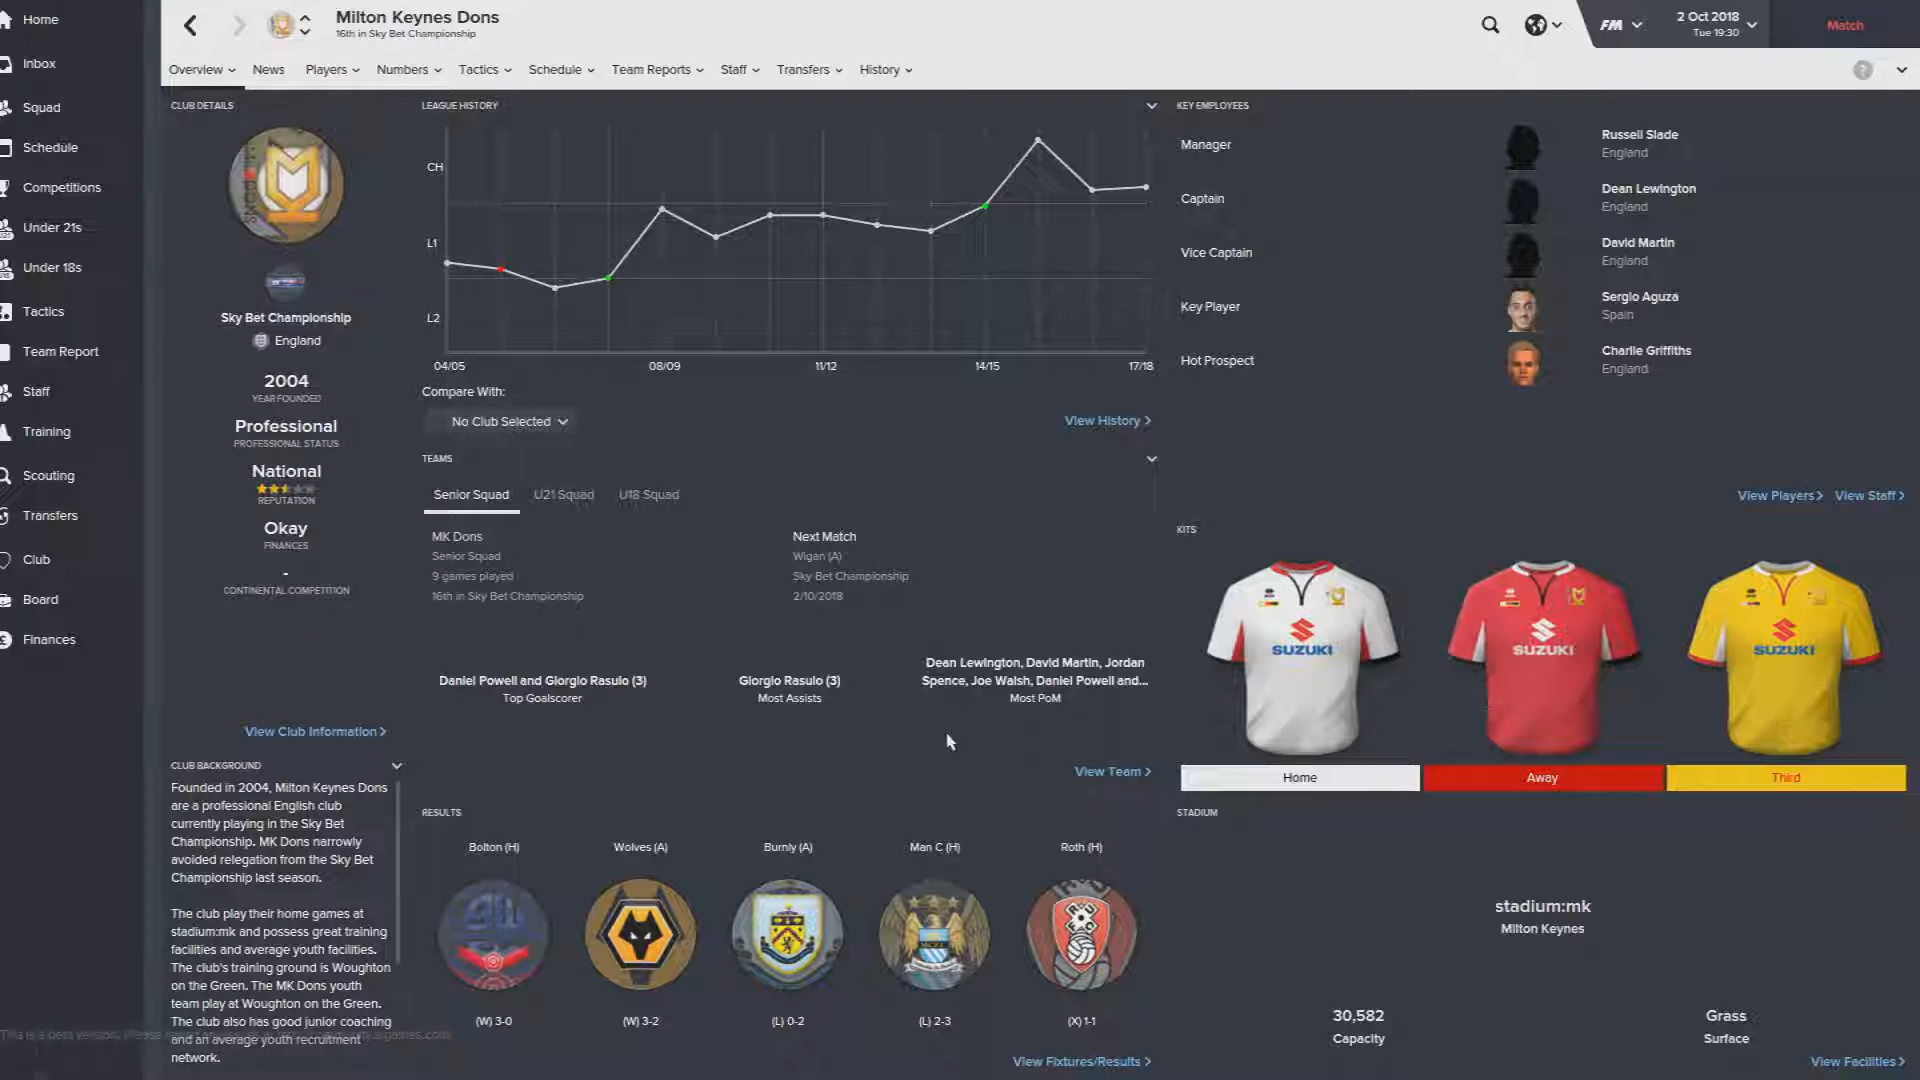 Home
Inbox
Squad
Schedule
Competitions
Under 21s
Under 18s
Tactics
Team Report
Staff
Training
Scouting
Transfers
Club
Board
Finances
Milton Keynes Dons
16th in Sky Bet Championship
FM
2 Oct 2018
Tue 19:30
Match
Overview
News
Players
Numbers
Tactics
Schedule
Team Reports
Staff
Transfers
History
CLUB DETAILS
Sky Bet Championship
England
2004
YEAR FOUNDED
Professional
PROFESSIONAL STATUS
National
REPUTATION
Okay
FINANCES
-
CONTINENTAL COMPETITION
View Club Information >
CLUB BACKGROUND
Founded in 2004, Milton Keynes Dons
are a professional English club
currently playing in the Sky Bet
Championship. MK Dons narrowly
avoided relegation from the Sky Bet
Championship last season.
The club play their home games at
stadium:mk and possess great training
facilities and average youth facilities.
The club's training ground is Woughton
on the Green. The MK Dons youth
team play at Woughton on the Green.
The club also has good junior coaching
and an average youth recruitment
network.
LEAGUE HISTORY
CH
L1
L2
04/05 08/09 11/12 14/15 17/18
Compare With:
No Club Selected
View History >
TEAMS
Senior Squad U21 Squad U18 Squad
MK Dons
Senior Squad
9 games played
16th in Sky Bet Championship
Next Match
Wigan (A)
Sky Bet Championship
2/10/2018
Daniel Powell and Giorgio Rasulo (3)
Top Goalscorer
Giorgio Rasulo (3)
Most Assists
Dean Lewington, David Martin, Jordan
Spence, Joe Walsh, Daniel Powell and...
Most PoM
View Team >
RESULTS
Bolton (H) Wolves (A) Burnly (A) Man C (H) Roth (H)
(W) 3-0 (W) 3-2 (L) 0-2 (L) 2-3 (X) 1-1
View Fixtures/Results >
KEY EMPLOYEES
Manager
Russell Slade
England
Captain
Dean Lewington
England
Vice Captain
David Martin
England
Key Player
Sergio Aguza
Spain
Hot Prospect
Charlie Griffiths
England
View Players > View Staff >
KITS
SUZUKI SUZUKI SUZUKI
Home Away Third
STADIUM
stadium:mk
Milton Keynes
30,582
Capacity
Grass
Surface
View Facilities >